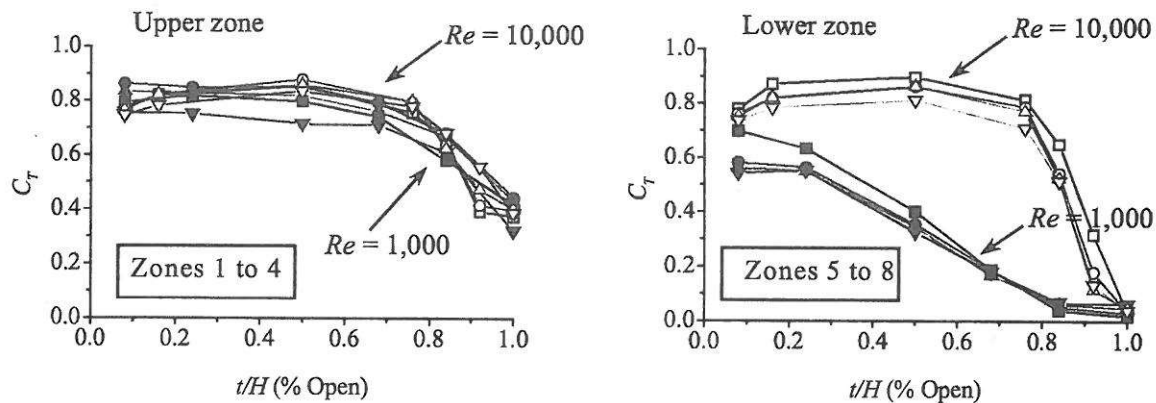 Upper zone
Re = 10,000
1.0
0.8
0.6
0.4
0.2
0.0
C_T
Re = 1,000
Zones 1 to 4
0.0 0.2 0.4 0.6 0.8 1.0
t/H (% Open)
Lower zone
Re = 10,000
1.0
0.8
0.6
0.4
0.2
0.0
C_T
Re = 1,000
Zones 5 to 8
0.0 0.2 0.4 0.6 0.8 1.0
t/H (% Open)